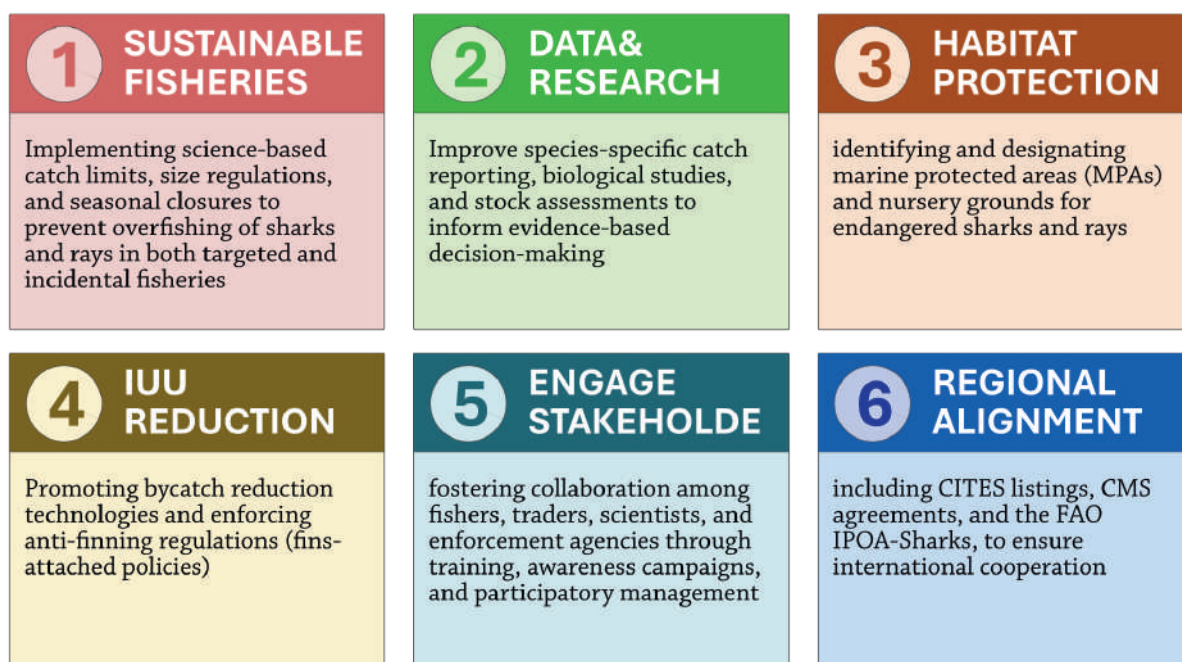 1
SUSTAINABLE
FISHERIES
Implementing science-based
catch limits, size regulations,
and seasonal closures to
prevent overfishing of sharks
and rays in both targeted and
incidental fisheries
2
DATA&
RESEARCH
Improve species-specific catch
reporting, biological studies,
and stock assessments to
inform evidence-based
decision-making
3
HABITAT
PROTECTION
identifying and designating
marine protected areas (MPAs)
and nursery grounds for
endangered sharks and rays
4
IUU
REDUCTION
Promoting bycatch reduction
technologies and enforcing
anti-finning regulations (fins-
attached policies)
5
ENGAGE
STAKEHOLDE
fostering collaboration among
fishers, traders, scientists, and
enforcement agencies through
training, awareness campaigns,
and participatory management
6
REGIONAL
ALIGNMENT
including CITES listings, CMS
agreements, and the FAO
IPOA-Sharks, to ensure
international cooperation